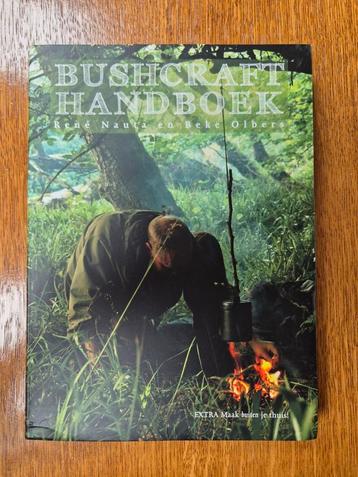 BUSHCRAFT
HANDBOEK
René Nauta en Beke Olbers
EXTRA Maak buiten je thuis!